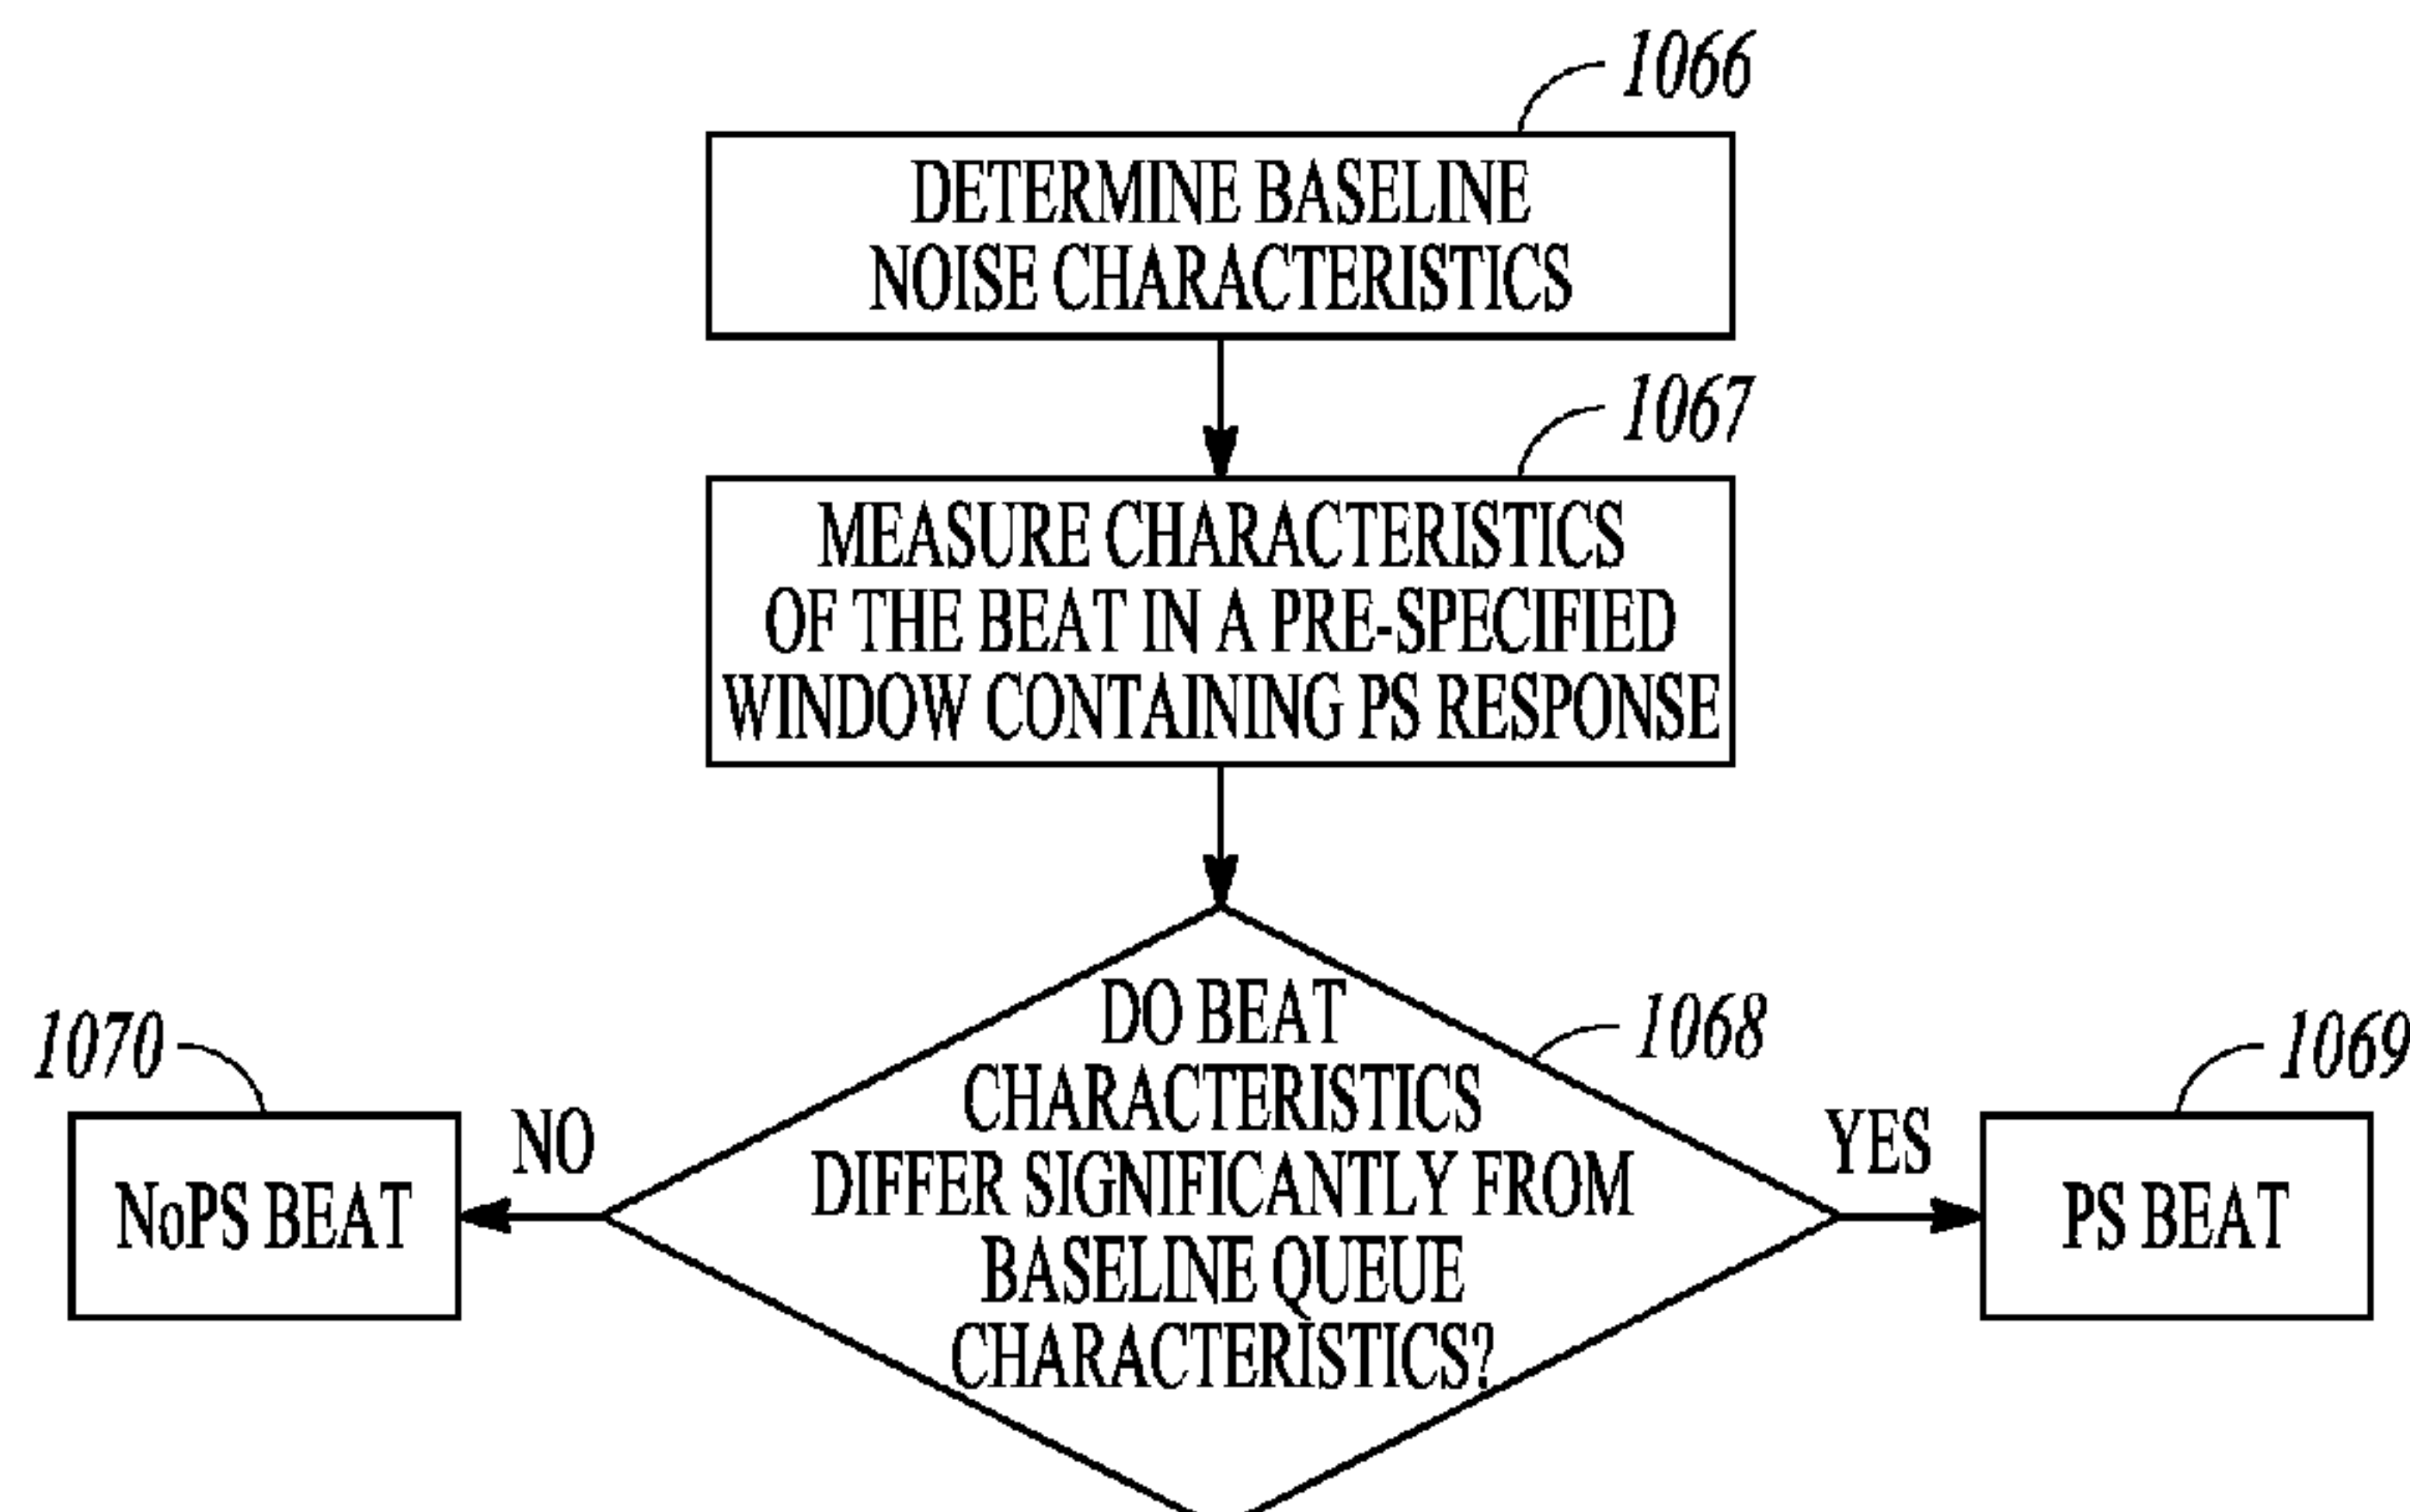 1066
DETERMINE BASELINE
NOISE CHARACTERISTICS
1067
MEASURE CHARACTERISTICS
OF THE BEAT IN A PRE-SPECIFIED
WINDOW CONTAINING PS RESPONSE
DO BEAT
CHARACTERISTICS
DIFFER SIGNIFICANTLY FROM
BASELINE QUEUE
CHARACTERISTICS?
1068
1070
NO
NoPS BEAT
YES
1069
PS BEAT